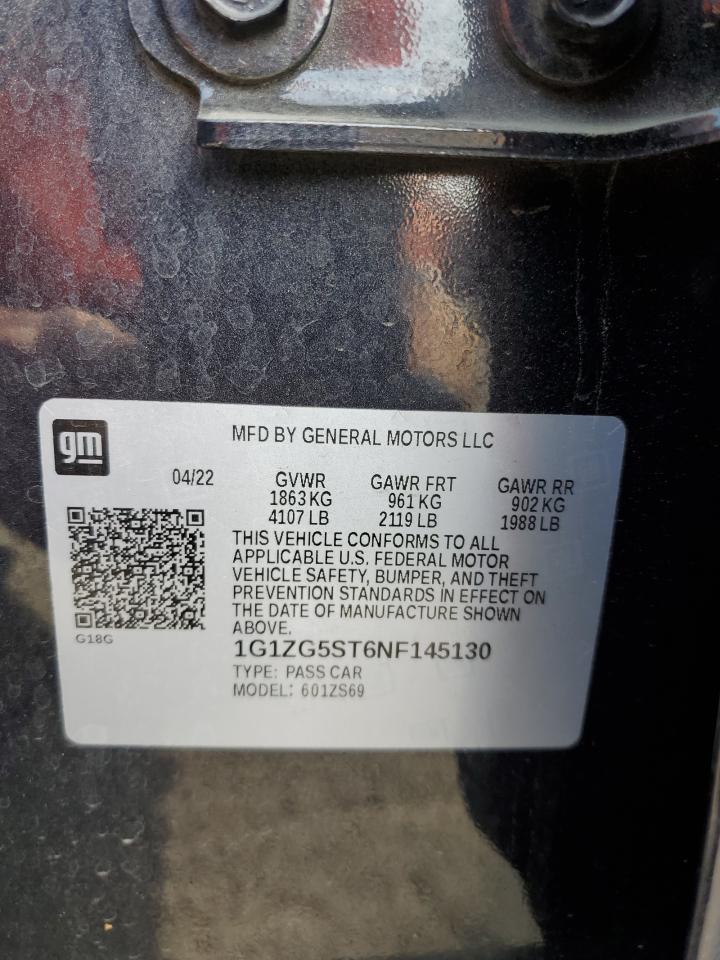 gm
MFD BY GENERAL MOTORS LLC
04/22 GVWR GAWR FRT GAWR RR
1863 KG 961 KG 902 KG
4107 LB 2119 LB 1988 LB
THIS VEHICLE CONFORMS TO ALL
APPLICABLE U.S. FEDERAL MOTOR
VEHICLE SAFETY, BUMPER, AND THEFT
PREVENTION STANDARDS IN EFFECT ON
THE DATE OF MANUFACTURE SHOWN
ABOVE.
G18G
1G1ZG5ST6NF145130
TYPE: PASS CAR
MODEL: 601ZS69